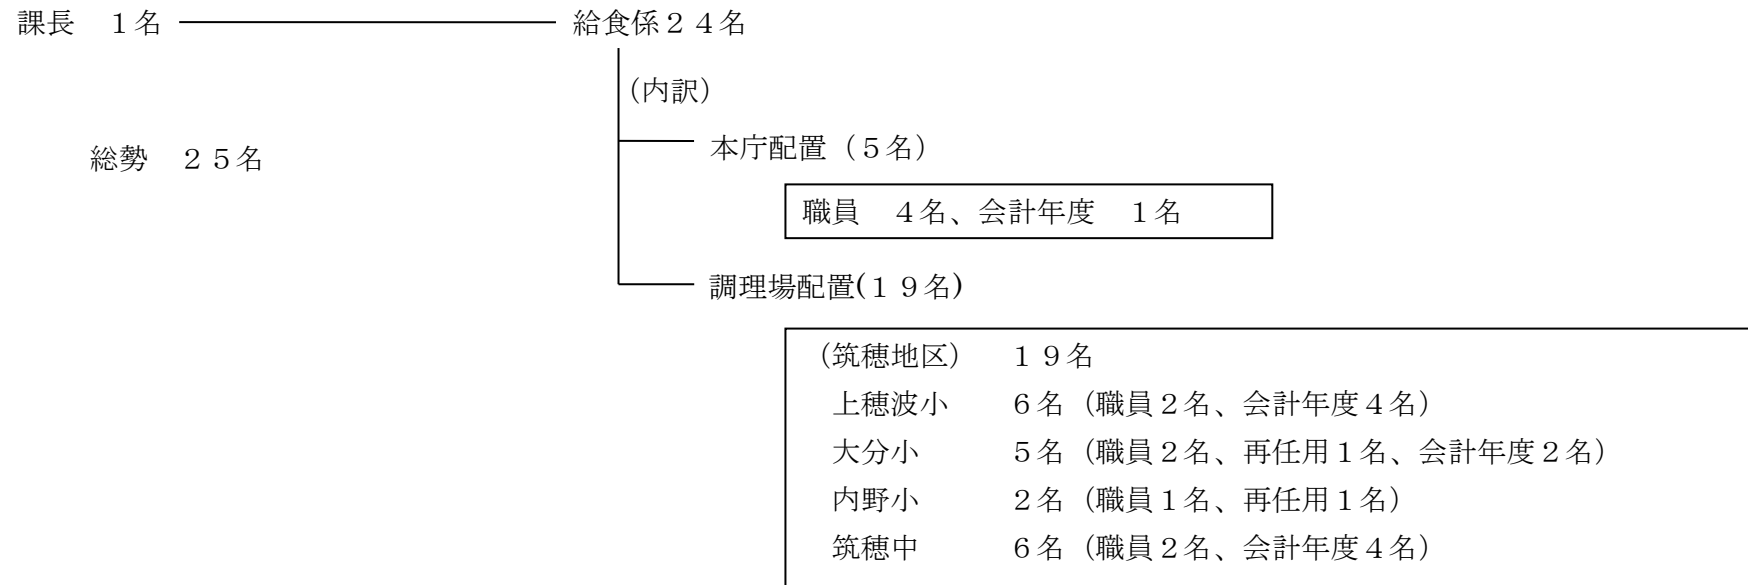 課長　１名
給食係２４名
（内訳）
総勢　２５名
本庁配置（５名）
職員　４名、会計年度　１名
調理場配置(１９名)
（筑穂地区）　１９名
上穂波小　６名（職員２名、会計年度４名）
大分小　５名（職員２名、再任用１名、会計年度２名）
内野小　２名（職員１名、再任用１名）
筑穂中　６名（職員２名、会計年度４名）